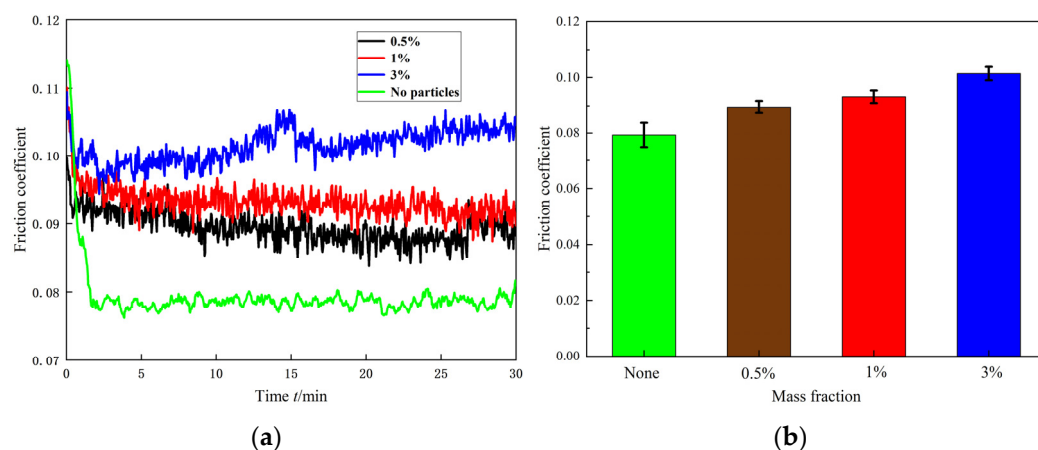 0.12
0.11
0.10
0.09
0.08
0.07
Friction coefficient
0.5%
1%
3%
No particles
0 5 10 15 20 25 30
Time t/min
(a)
0.12
0.10
0.08
0.06
0.04
0.02
0.00
Friction coefficient
None 0.5% 1% 3%
Mass fraction
(b)